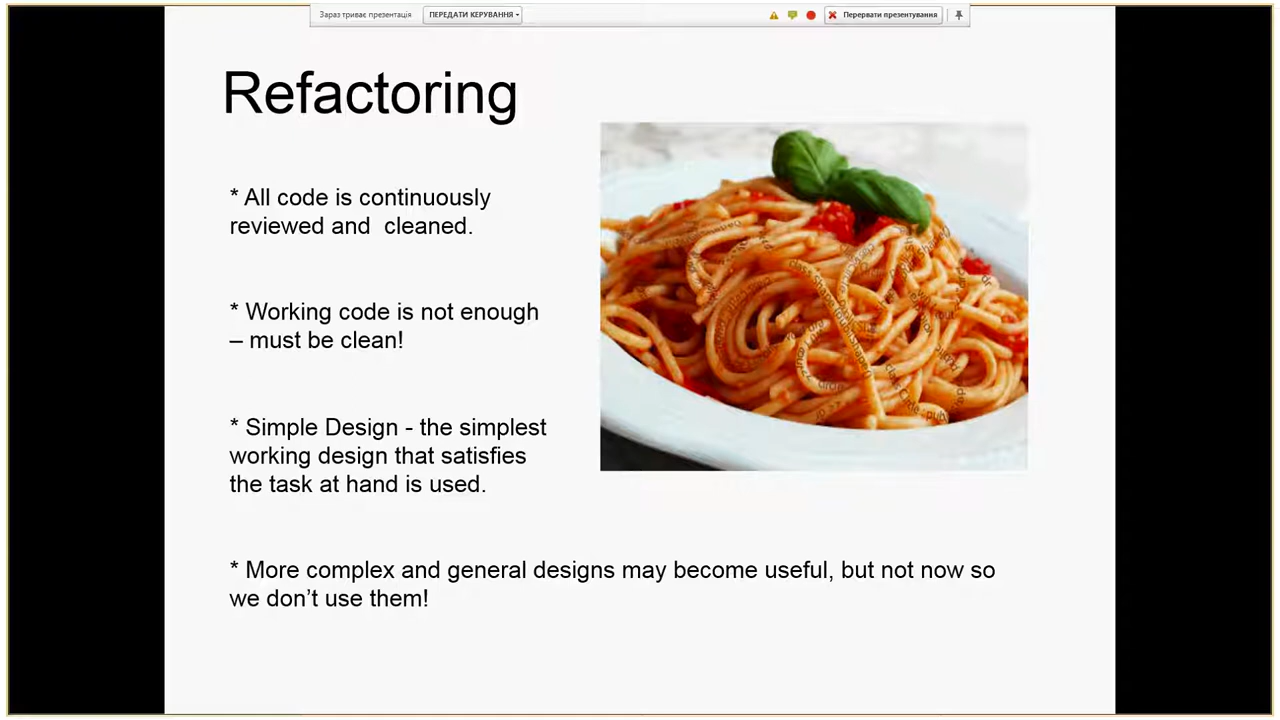 Зараз триває презентація
ПЕРЕДАТИ КЕРУВАННЯ
Перервати презентування
Refactoring
* All code is continuously
reviewed and  cleaned.
* Working code is not enough
– must be clean!
* Simple Design - the simplest
working design that satisfies
the task at hand is used.
* More complex and general designs may become useful, but not now so
we don’t use them!